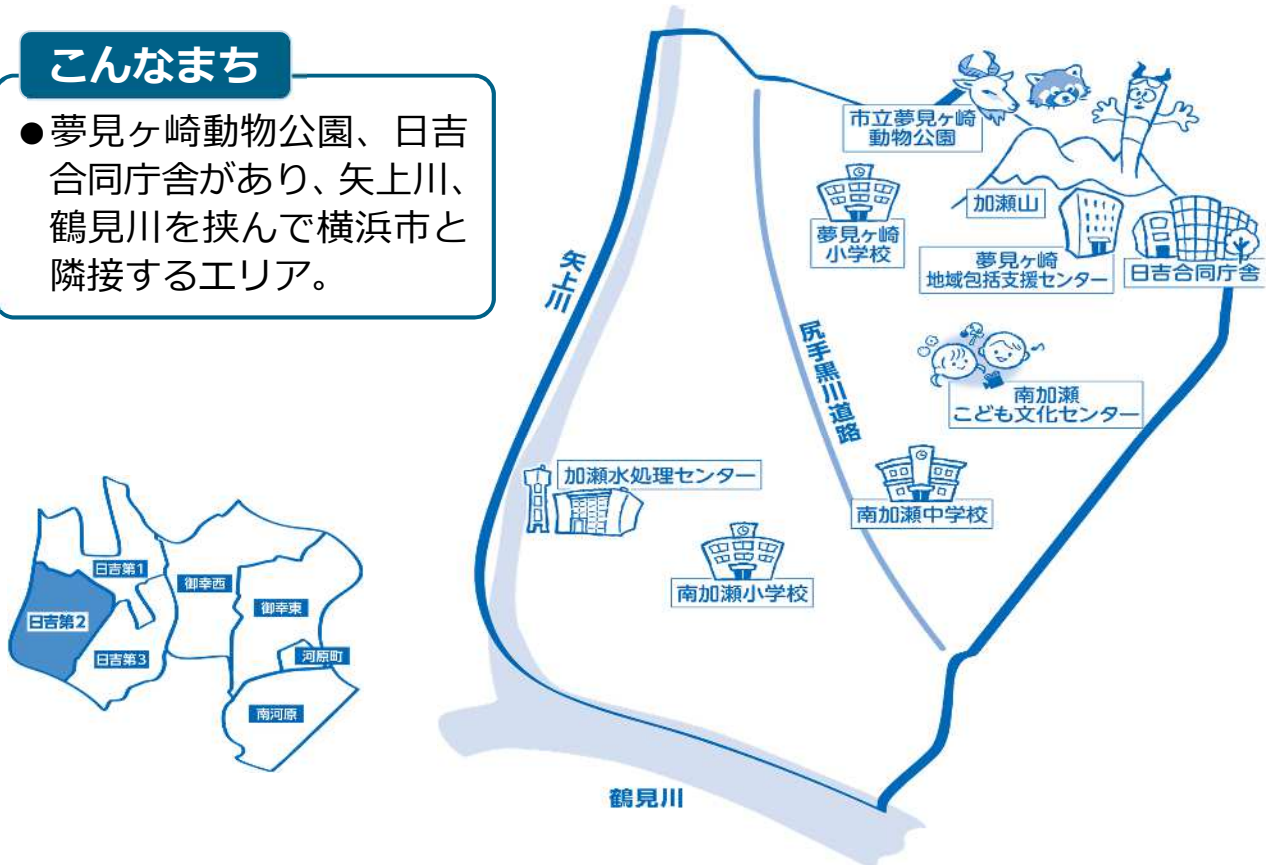 こんなまち
●夢見ヶ崎動物公園、日吉
合同庁舎があり、矢上川、
鶴見川を挟んで横浜市と
隣接するエリア。
市立夢見ヶ崎
動物公園
加瀬山
夢見ヶ崎
小学校
夢見ヶ崎
地域包括支援センター
日吉合同庁舎
矢上川
尻手黒川道路
南加瀬
こども文化センター
加瀬水処理センター
南加瀬中学校
南加瀬小学校
鶴見川
日吉第1
御幸西
御幸東
日吉第2
日吉第3
河原町
南河原